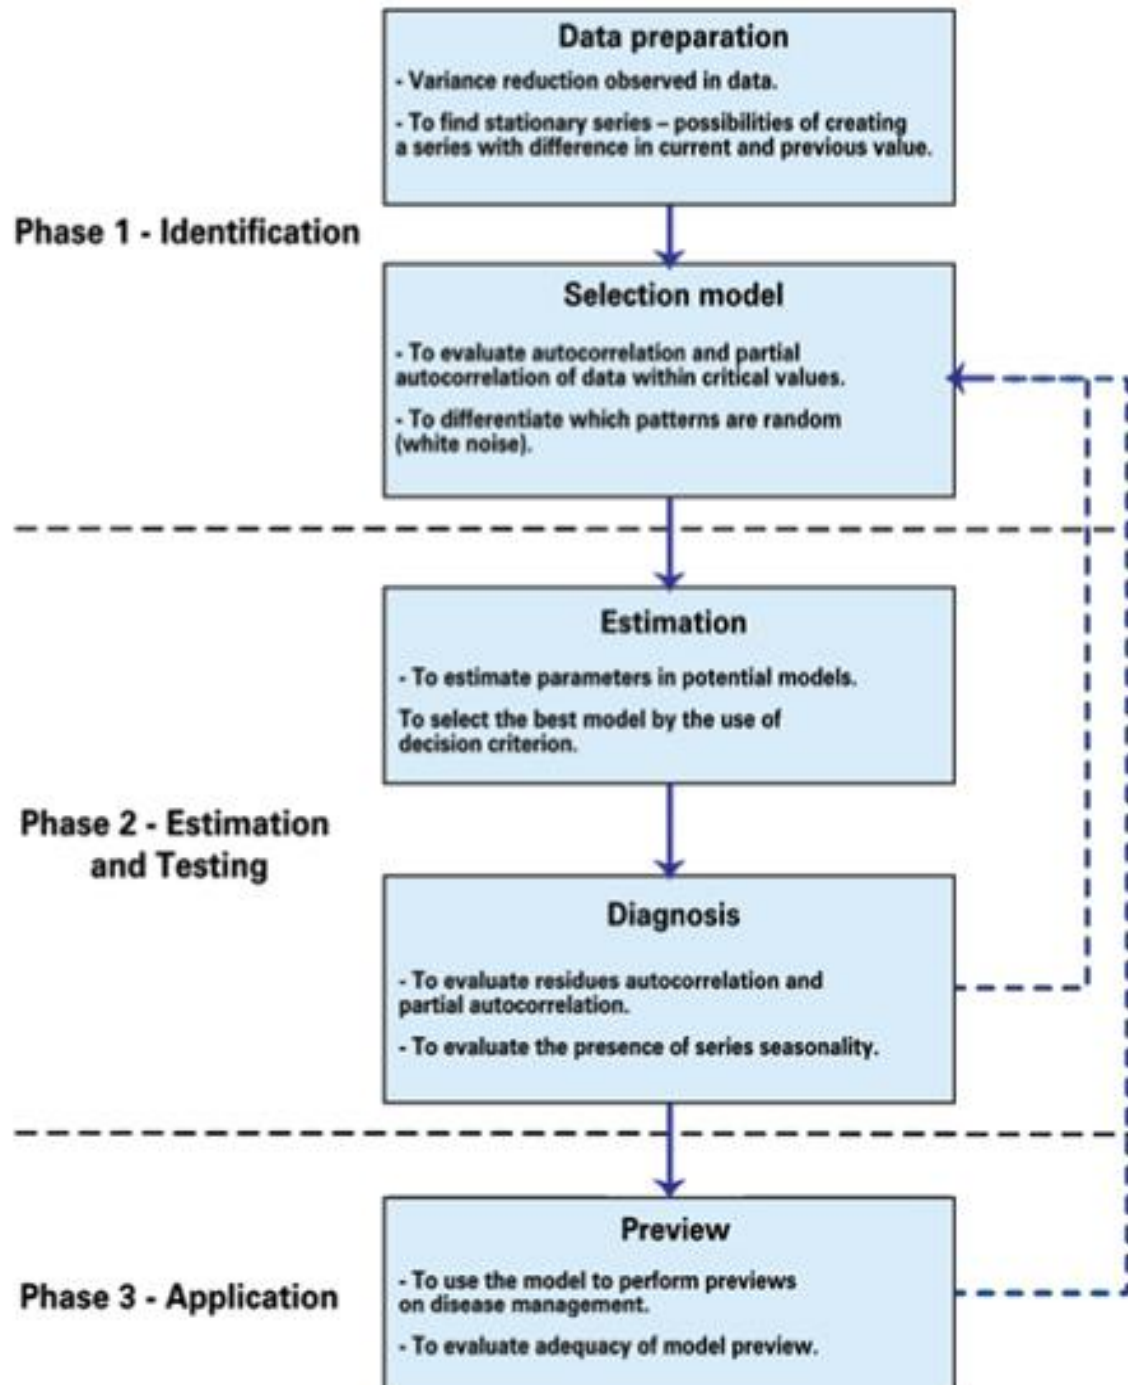 Data preparation
- Variance reduction observed in data.
- To find stationary series – possibilities of creating
a series with difference in current and previous value.
Phase 1 - Identification
Selection model
- To evaluate autocorrelation and partial
autocorrelation of data within critical values.
- To differentiate which patterns are random
(white noise).
Estimation
- To estimate parameters in potential models.
To select the best model by the use of
decision criterion.
Phase 2 - Estimation
and Testing
Diagnosis
- To evaluate residues autocorrelation and
partial autocorrelation.
- To evaluate the presence of series seasonality.
Preview
- To use the model to perform previews
on disease management.
- To evaluate adequacy of model preview.
Phase 3 - Application